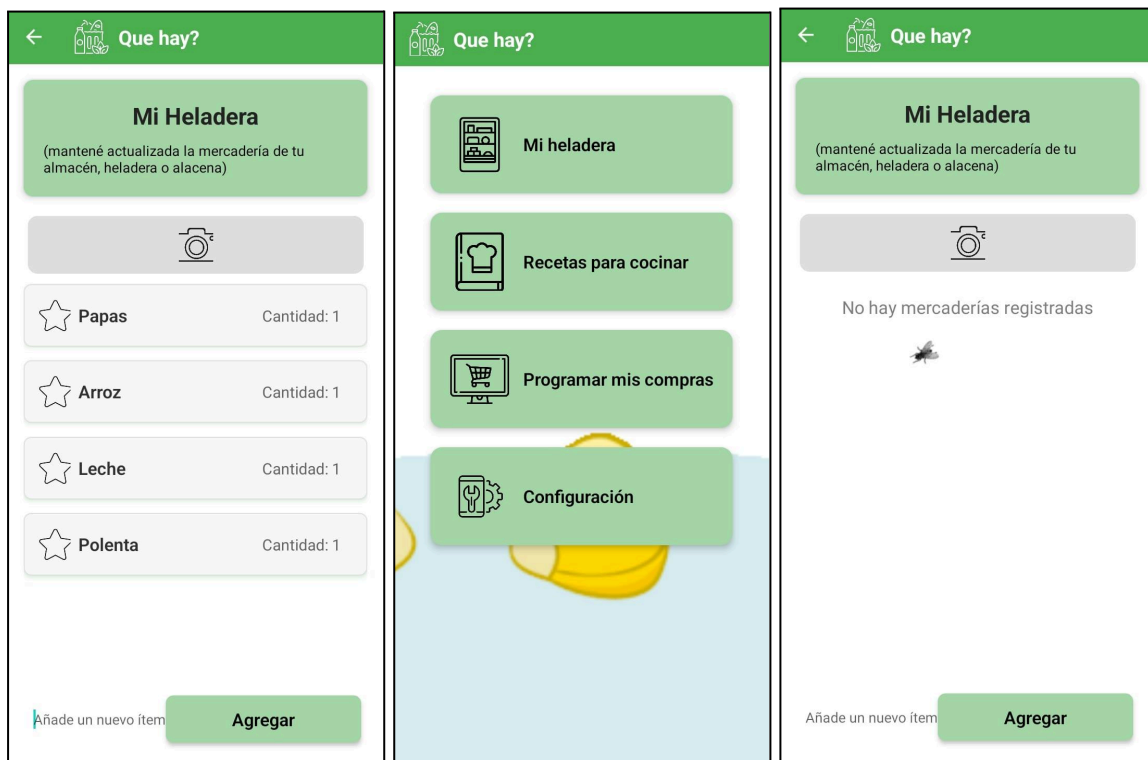 Que hay?
Mi Heladera
(mantené actualizada la mercadería de tu
almacén, heladera o alacena)
Papas Cantidad: 1
Arroz Cantidad: 1
Leche Cantidad: 1
Polenta Cantidad: 1
Añade un nuevo ítem Agregar
Que hay?
Mi heladera
Recetas para cocinar
Programar mis compras
Configuración
Que hay?
Mi Heladera
(mantené actualizada la mercadería de tu
almacén, heladera o alacena)
No hay mercaderías registradas
Añade un nuevo ítem Agregar